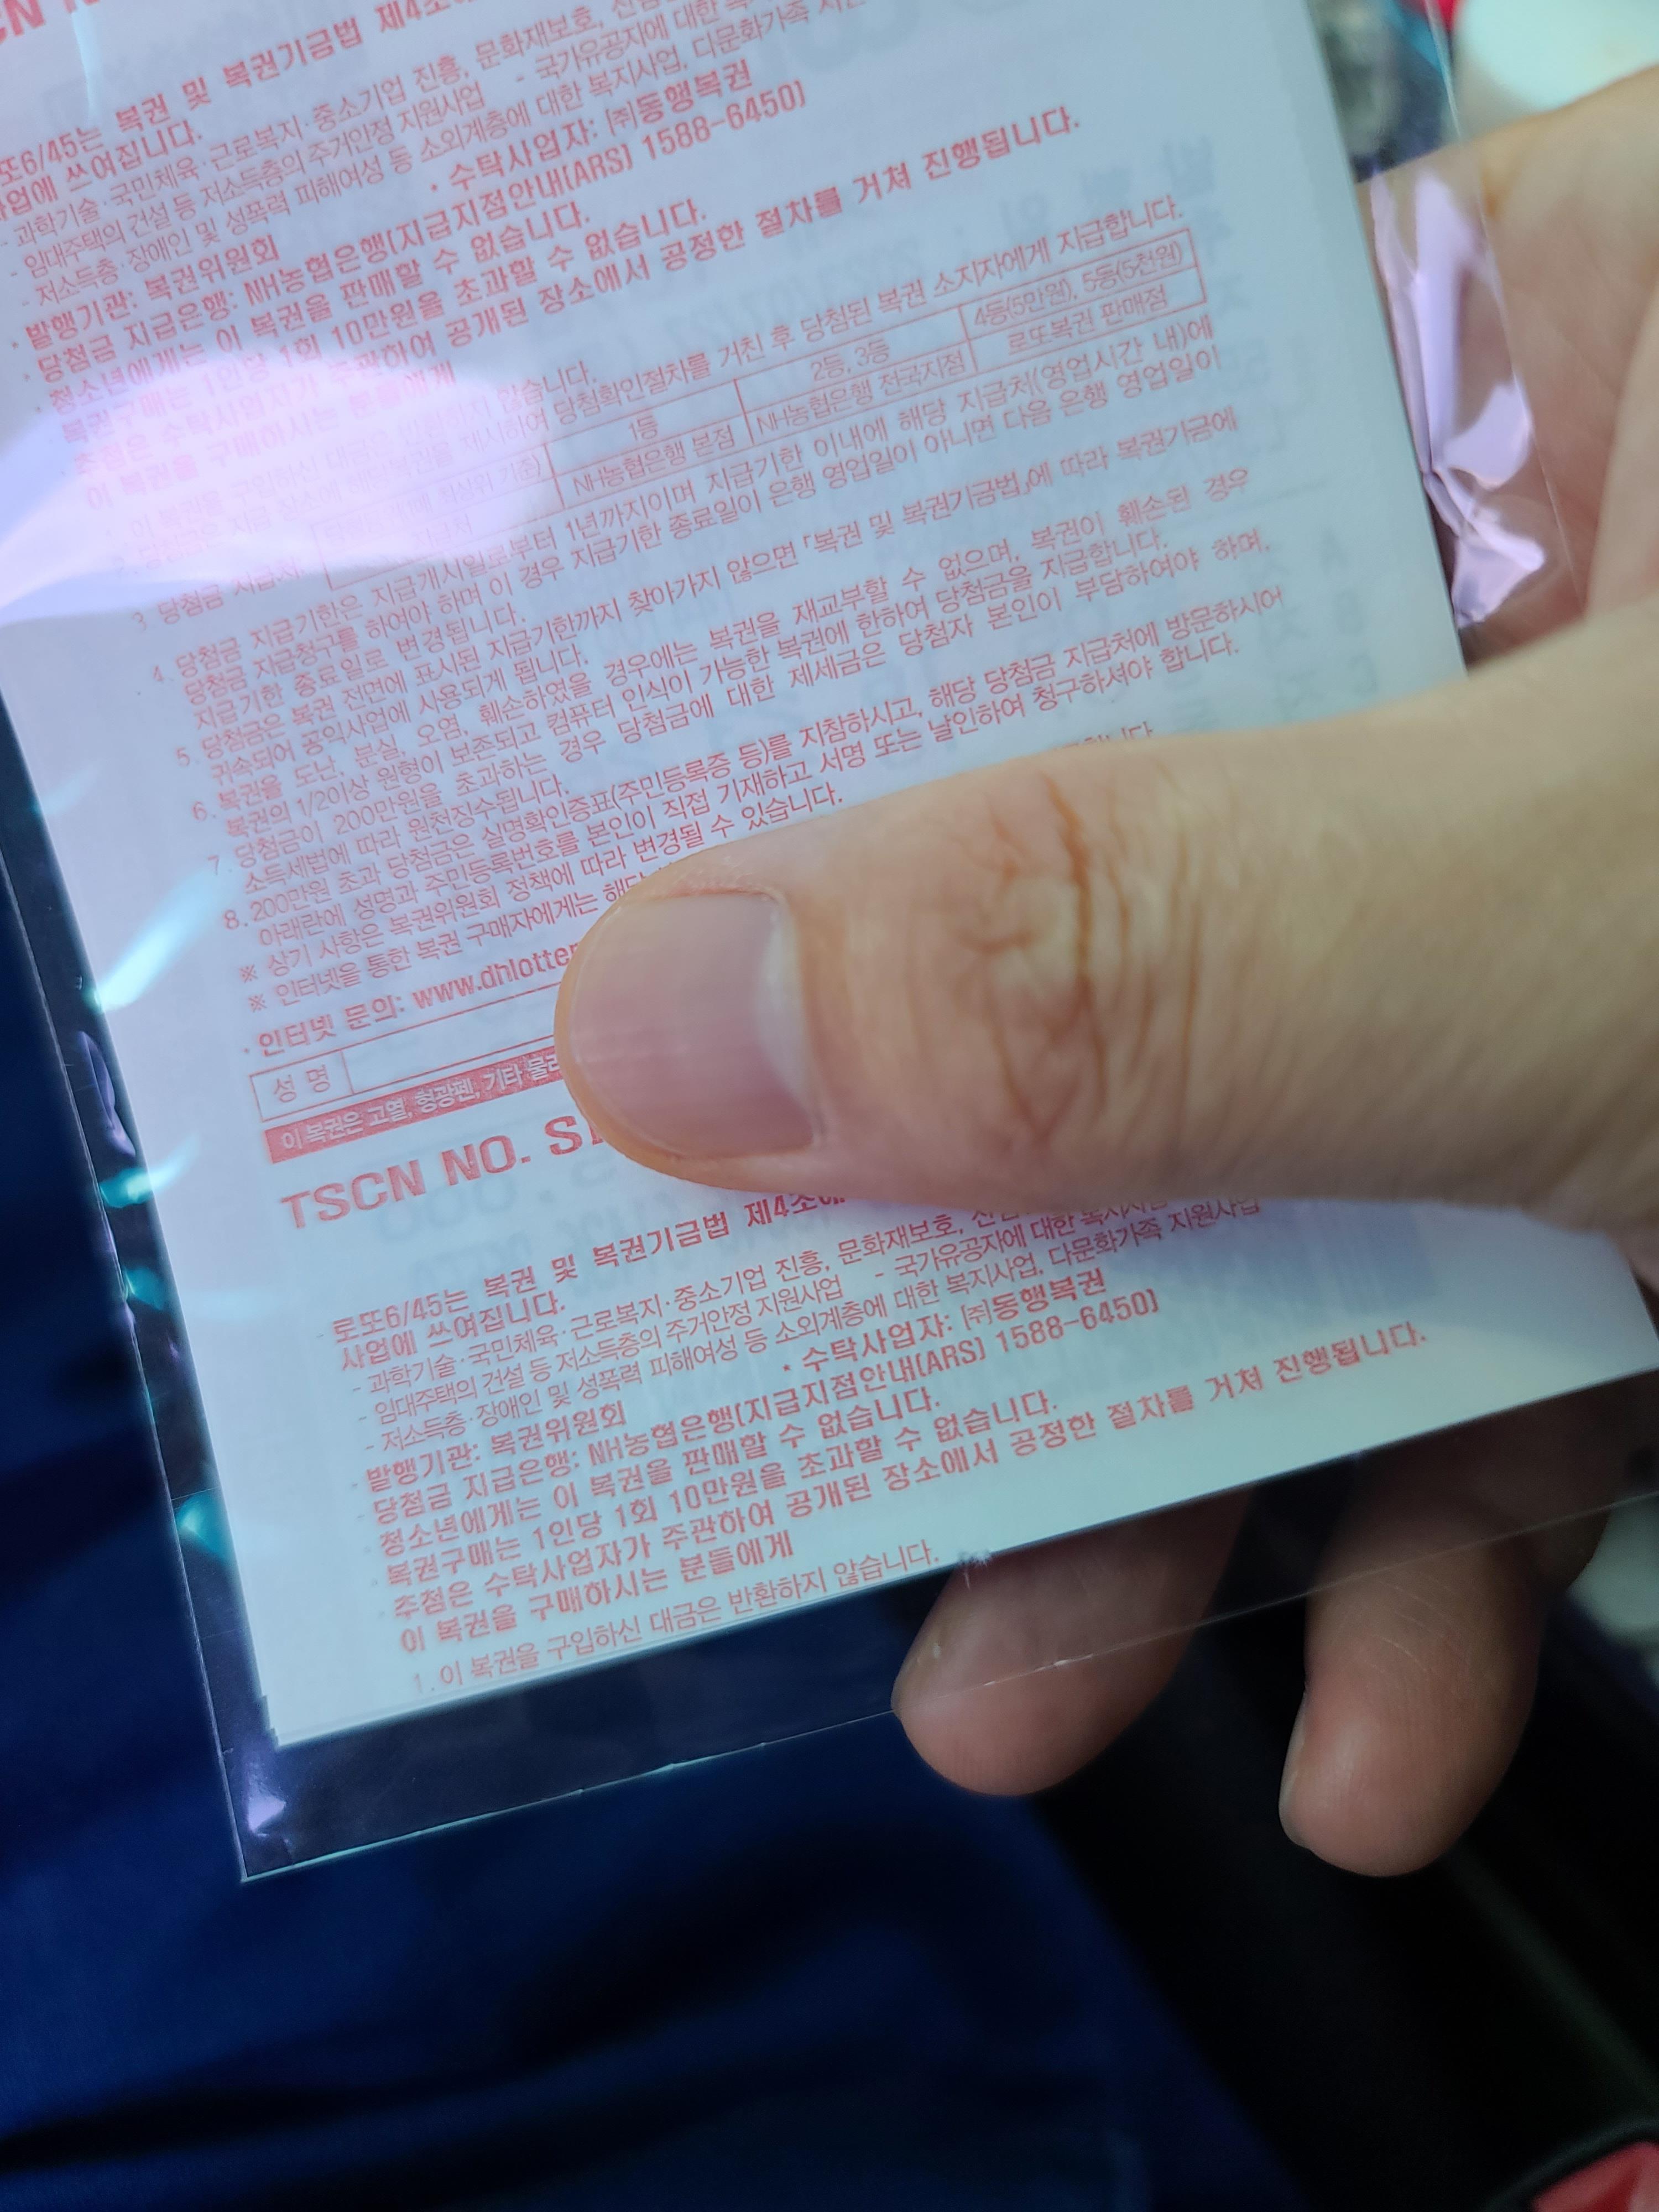 CN N
또6/45는 복권 및 복권기금법 제4조에
사업에 쓰여집니다.
- 과학기술·국민체육·근로복지·중소기업 진흥, 문화재보호,
- 임대주택의 건설 등 저소득층의 주거안정 지원사업 - 국가유공자에 대한
- 저소득층·장애인 및 성폭력 피해여성 등 소외계층에 대한 복지사업, 다문화가족
· 발행기관: 복권위원회 · 수탁사업자: ㈜동행복권
· 당첨금 지급은행: NH농협은행(지급지점안내(ARS) 1588-6450)
· 청소년에게는 이 복권을 판매할 수 없습니다.
· 복권구매는 1인당 1회 10만원을 초과할 수 없습니다.
· 추첨은 수탁사업자가 주관하여 공개된 장소에서 공정한 절차를 거쳐 진행됩니다.
이 복권을 구매하시는 분들에게
이 복권을 구입하신 대금은 반환하지 않습니다.
제시하여 당첨확인절차를 거친 후 당첨된 복권 소지자에게 지급합니다.
3. 당첨금 지급처
1등 2등, 3등 4등(5만원), 5등(5천원)
NH농협은행 본점 NH농협은행 전국지점 로또복권 판매점
4. 당첨금 지급기한은 지급개시일로부터 1년까지이며 지급기한 이내에 해당 지급처(영업시간 내)에
당첨금 지급청구를 하여야 하며 이 경우 지급기한 종료일이 은행 영업일이 아니면 다음 은행 영업일이
지급기한 종료일로 변경됩니다.
5. 당첨금은 복권 전면에 표시된 지급기한까지 찾아가지 않으면 「복권 및 복권기금법」에 따라 복권기금에
귀속되어 공익사업에 사용되게 됩니다.
6. 복권을 도난, 분실, 오염, 훼손하였을 경우에는 복권을 재교부할 수 없으며, 복권이 훼손된 경우
복권의 1/2이상 원형이 보존되고 컴퓨터 인식이 가능한 복권에 한하여 당첨금을 지급합니다.
7. 당첨금이 200만원을 초과하는 경우 당첨금에 대한 제세금은 당첨자 본인이 부담하여야 하며,
소득세법에 따라 원천징수됩니다.
8. 200만원 초과 당첨금은 실명확인증표(주민등록증 등)를 지참하시고, 해당 당첨금 지급처에 방문하시어
아래란에 성명과 주민등록번호를 본인이 직접 기재하고 서명 또는 날인하여 청구하셔야 합니다.
※ 상기 사항은 복권위원회 정책에 따라 변경될 수 있습니다.
※ 인터넷을 통한 복권 구매자에게는
· 인터넷 문의: www.dhlotte
성 명
이 복권은 고열, 형광펜, 기타
TSCN NO.
· 로또6/45는 복권 및 복권기금법 제4조에
사업에 쓰여집니다.
- 과학기술·국민체육·근로복지·중소기업 진흥, 문화재보호,
- 임대주택의 건설 등 저소득층의 주거안정 지원사업 - 국가유공자에 대한
- 저소득층·장애인 및 성폭력 피해여성 등 소외계층에 대한 복지사업, 다문화가족 지원사업
· 발행기관: 복권위원회 · 수탁사업자: ㈜동행복권
· 당첨금 지급은행: NH농협은행(지급지점안내(ARS) 1588-6450)
· 청소년에게는 이 복권을 판매할 수 없습니다.
· 복권구매는 1인당 1회 10만원을 초과할 수 없습니다.
· 추첨은 수탁사업자가 주관하여 공개된 장소에서 공정한 절차를 거쳐 진행됩니다.
이 복권을 구매하시는 분들에게
1. 이 복권을 구입하신 대금은 반환하지 않습니다.